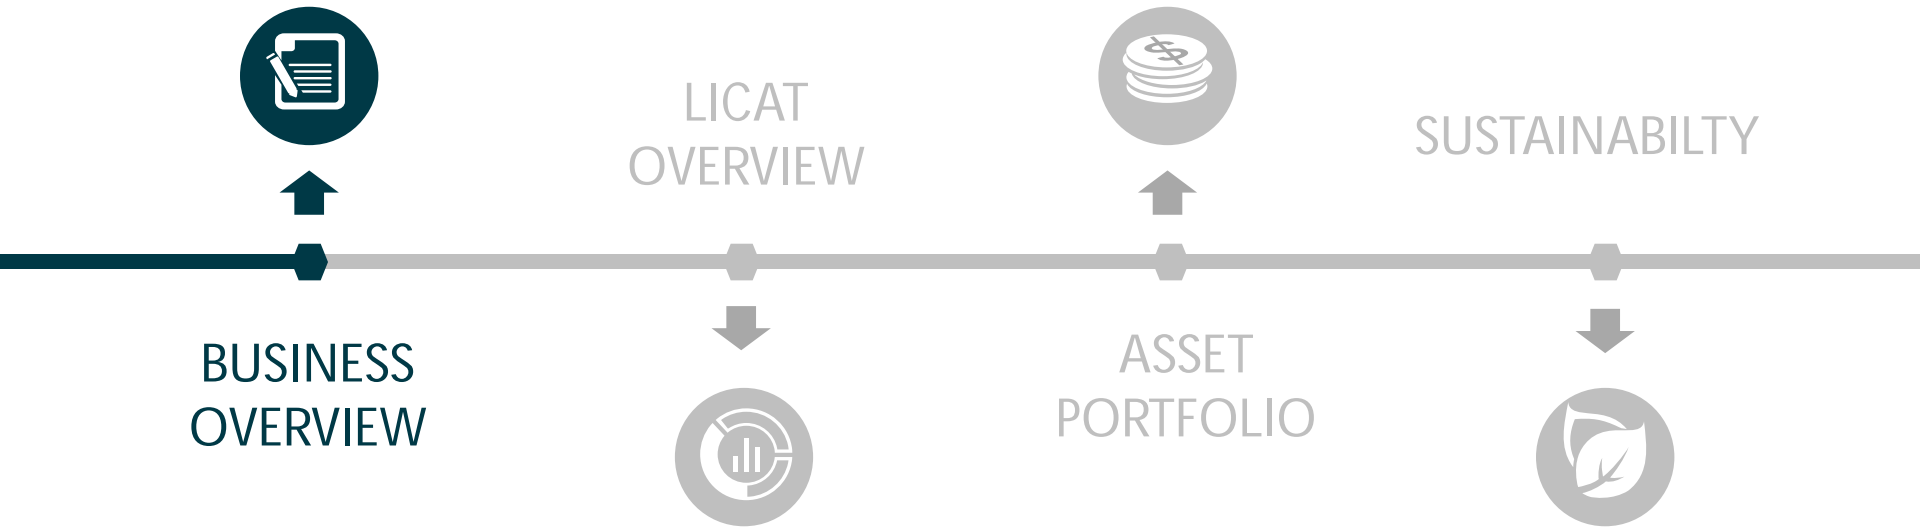 BUSINESS
OVERVIEW
LICAT
OVERVIEW
$
ASSET
PORTFOLIO
SUSTAINABILTY